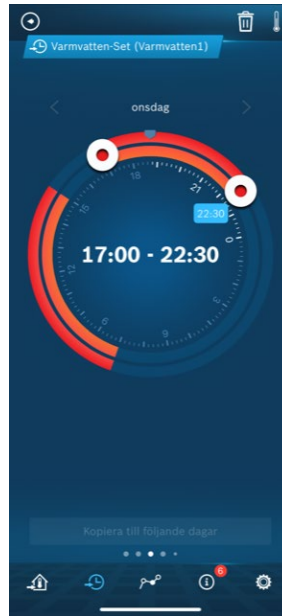 Varmvatten-Set (Varmvatten1)
onsdag
18
21
15
22:30
0
17:00 - 22:30
12
3
9
6
Kopiera till följande dagar
6